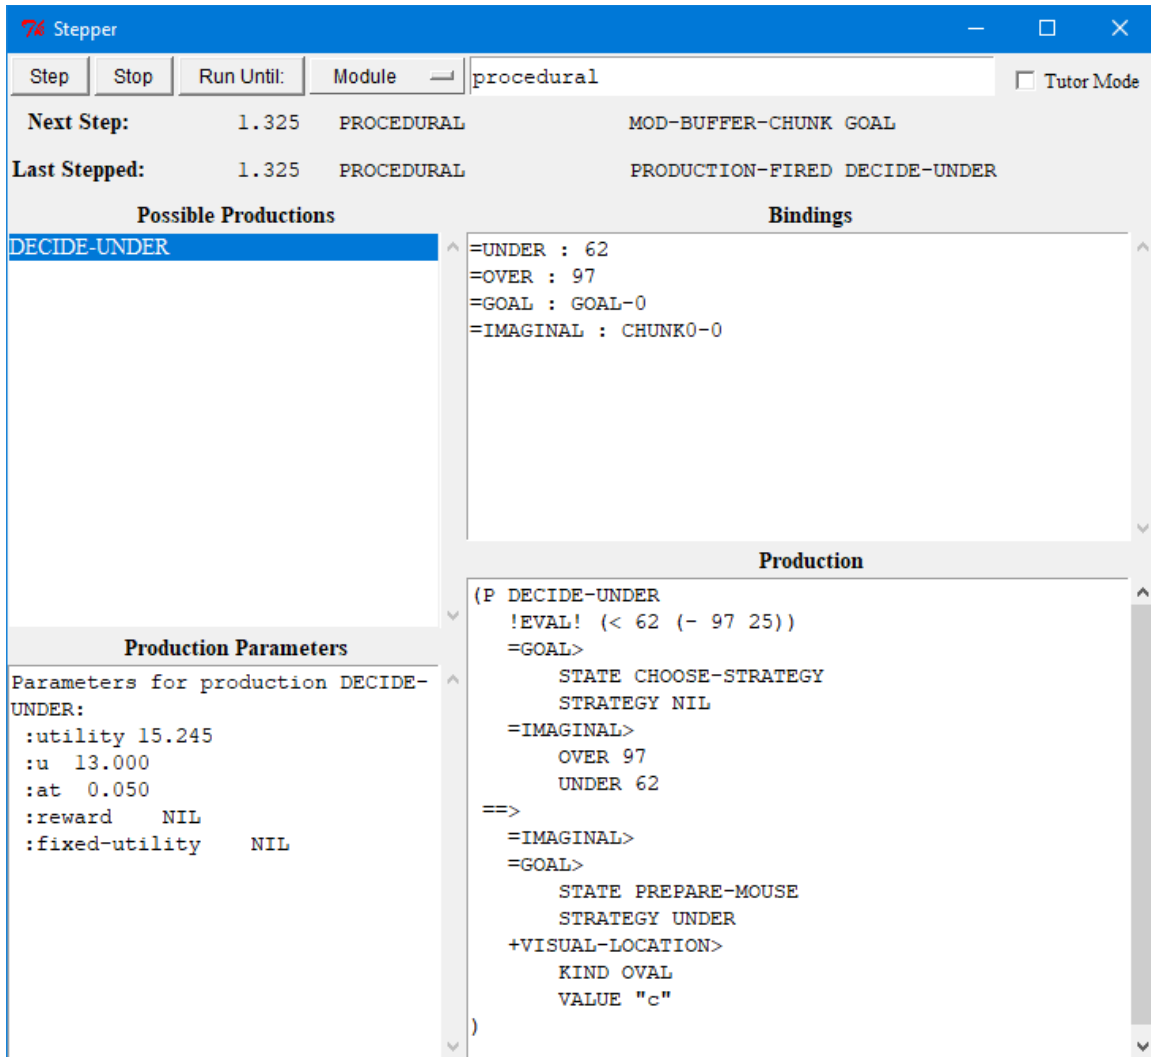 Stepper
Step Stop Run Until: Module procedural Tutor Mode
Next Step: 1.325 PROCEDURAL MOD-BUFFER-CHUNK GOAL
Last Stepped: 1.325 PROCEDURAL PRODUCTION-FIRED DECIDE-UNDER
Possible Productions
DECIDE-UNDER
Bindings
=UNDER : 62
=OVER : 97
=GOAL : GOAL-0
=IMAGINAL : CHUNK0-0
Production Parameters
Parameters for production DECIDE-
UNDER:
:utility 15.245
:u 13.000
:at 0.050
:reward NIL
:fixed-utility NIL
Production
(P DECIDE-UNDER
!EVAL! (< 62 (- 97 25))
=GOAL>
STATE CHOOSE-STRATEGY
STRATEGY NIL
=IMAGINAL>
OVER 97
UNDER 62
==>
=IMAGINAL>
=GOAL>
STATE PREPARE-MOUSE
STRATEGY UNDER
+VISUAL-LOCATION>
KIND OVAL
VALUE "c"
)